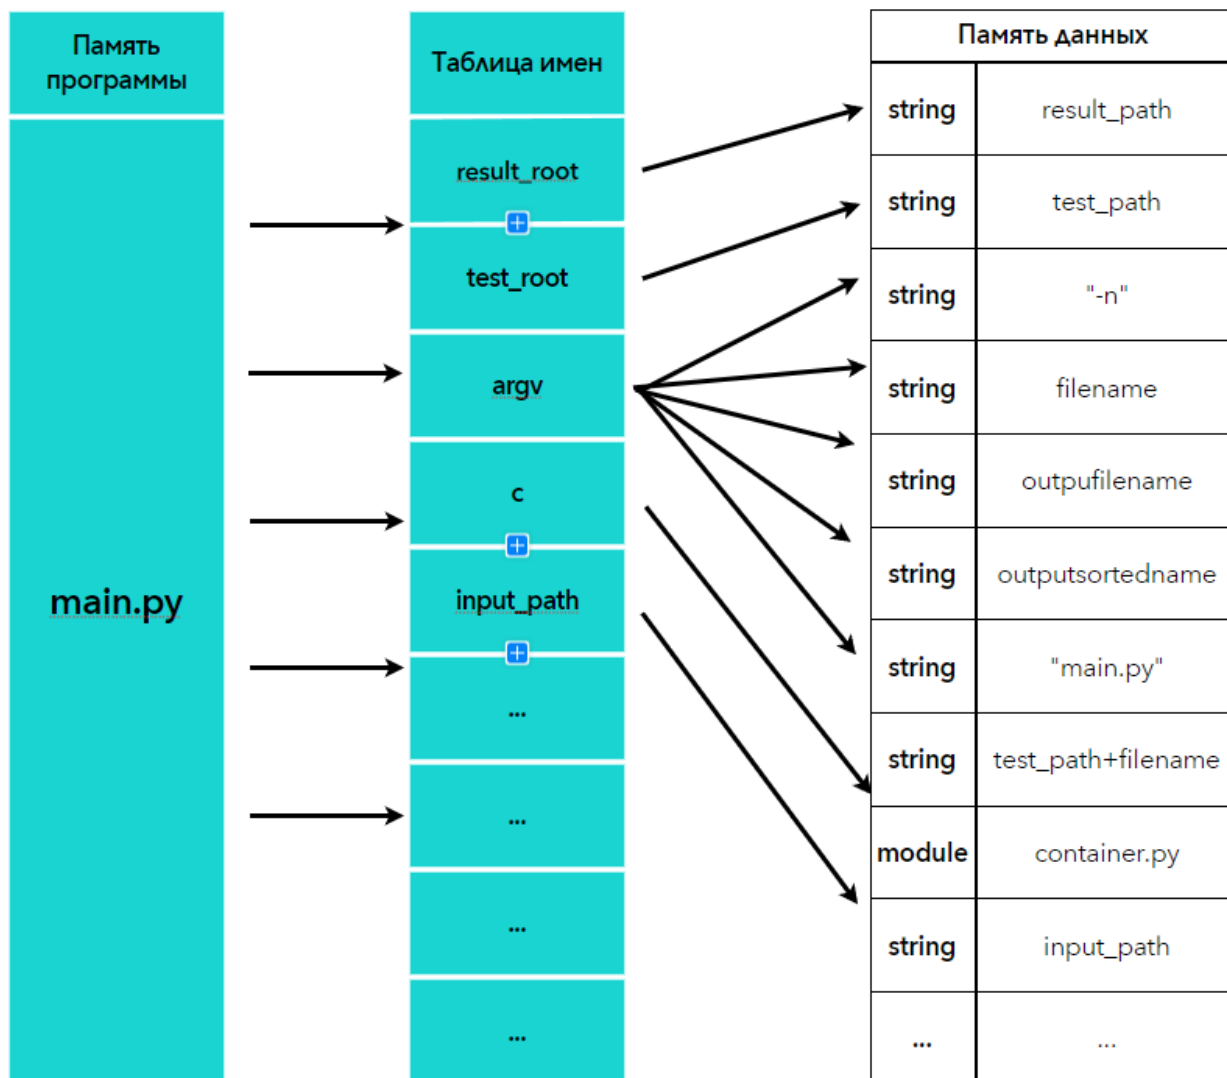 Память
программы
main.py
Таблица имен
result_root
test_root
argv
c
input_path
...
...
...
...
Память данных
string result_path
string test_path
string "-n"
string filename
string outpufilename
string outputsortedname
string "main.py"
string test_path+filename
module container.py
string input_path
... ...